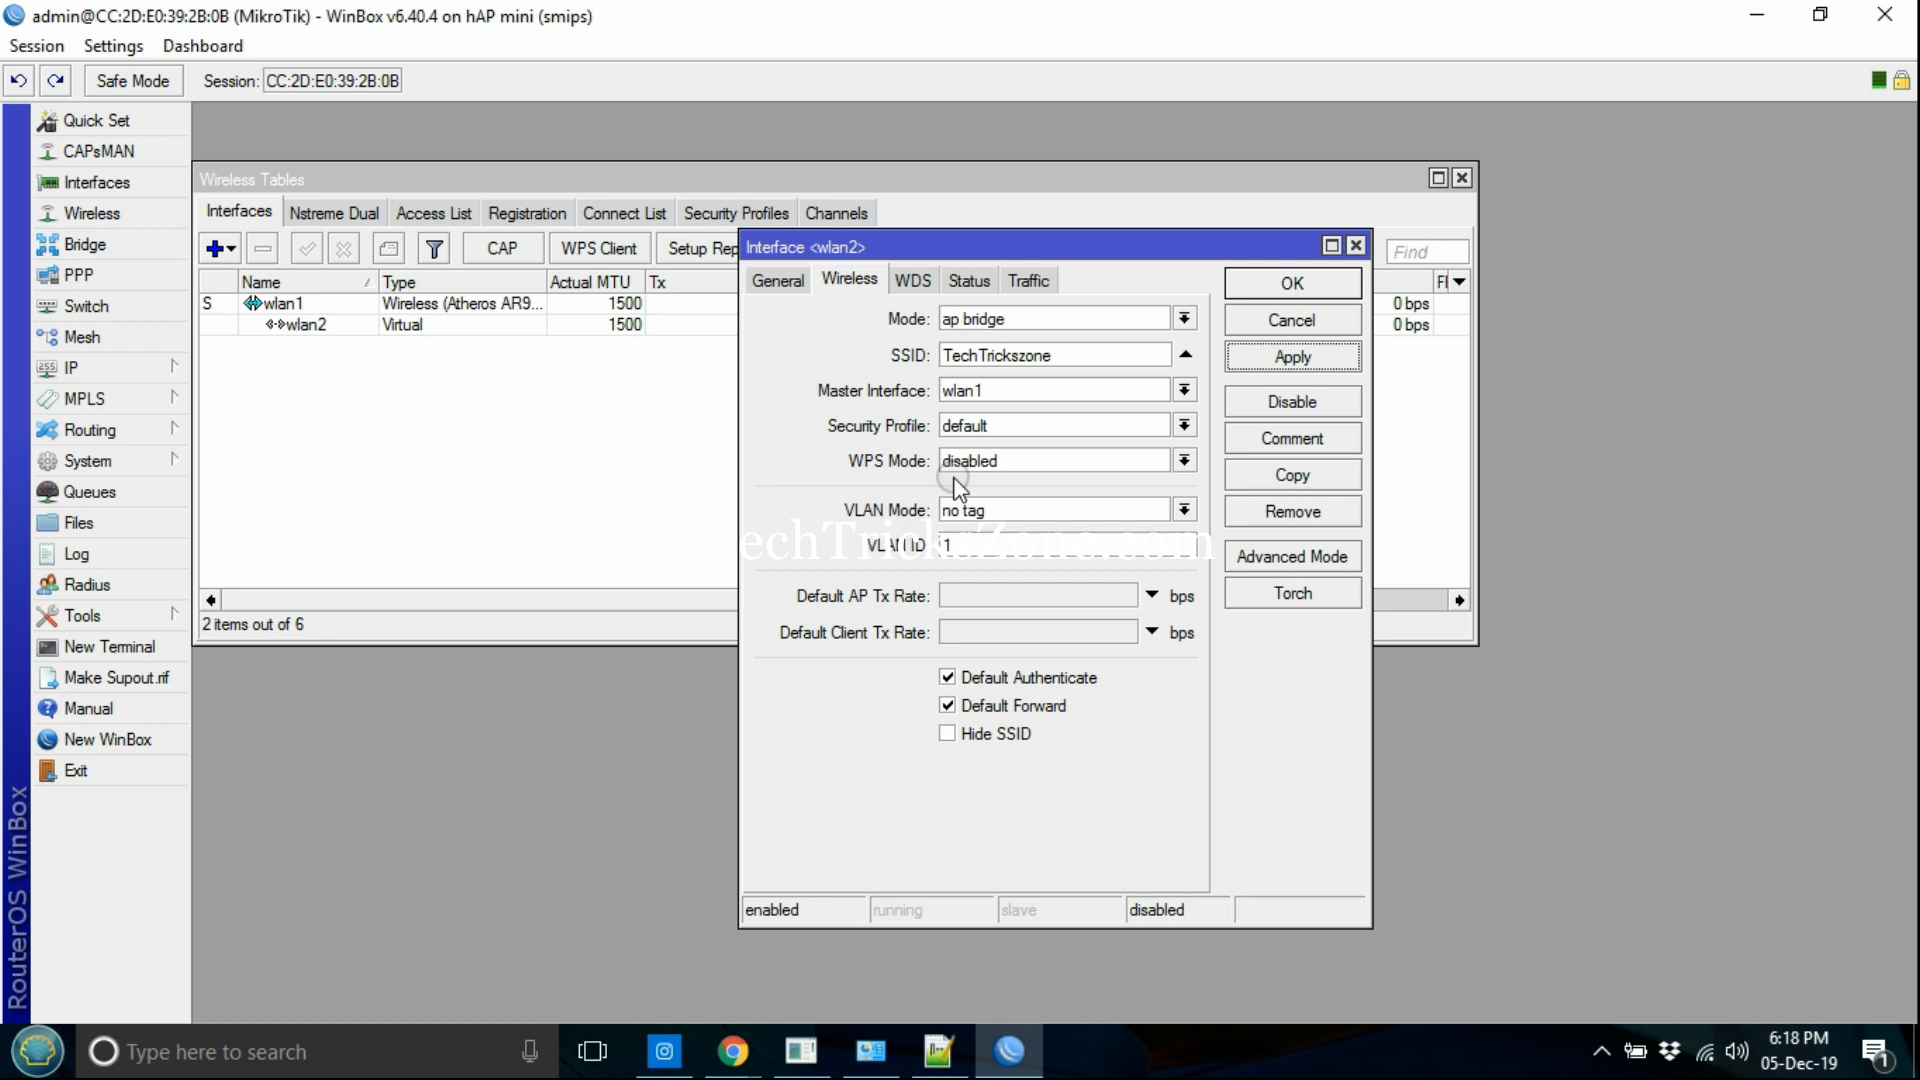 admin@CC:2D:E0:39:2B:0B (MikroTik) - WinBox v6.40.4 on hAP mini (smips)
Session Settings Dashboard
Safe Mode Session: CC:2D:E0:39:2B:0B
Quick Set
CAPsMAN
Interfaces
Wireless
Bridge
PPP
Switch
Mesh
IP
MPLS
Routing
System
Queues
Files
Log
Radius
Tools
New Terminal
Make Supout.rif
Manual
New WinBox
Exit
RouterOS WinBox
Wireless Tables
Interfaces Nstreme Dual Access List Registration Connect List Security Profiles Channels
CAP WPS Client Setup Rep
Find
Name Type Actual MTU Tx
S wlan1 Wireless (Atheros AR9... 1500 0 bps
wlan2 Virtual 1500 0 bps
2 items out of 6
Interface <wlan2>
General Wireless WDS Status Traffic
Mode: ap bridge
SSID: TechTrickszone
Master Interface: wlan1
Security Profile: default
WPS Mode: disabled
VLAN Mode: no tag
VLAN ID: 1
TechTricksZone.com
Default AP Tx Rate: bps
Default Client Tx Rate: bps
Default Authenticate
Default Forward
Hide SSID
OK
Cancel
Apply
Disable
Comment
Copy
Remove
Advanced Mode
Torch
enabled running slave disabled
Type here to search
6:18 PM
05-Dec-19
1